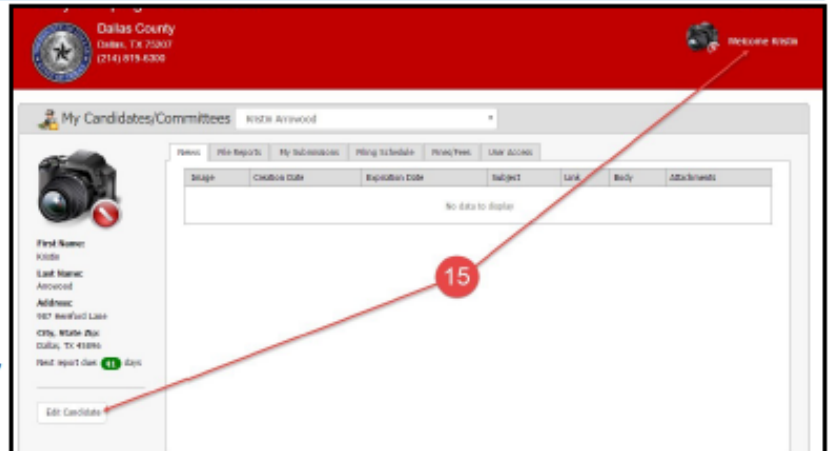 Dallas County
Dallas, TX 75207
(214) 819-6300
Welcome Kristin
My Candidates/Committees
Kristin Arrowood
News File Reports My Submissions Filing Schedule Fines/Fees User Access
Image Creation Date Expiration Date Subject Link Body Attachments
No data to display
15
First Name:
Kristin
Last Name:
Arrowood
Address:
Lane
City, State Zip:
Dallas, TX
Next report due: days
Edit Candidate